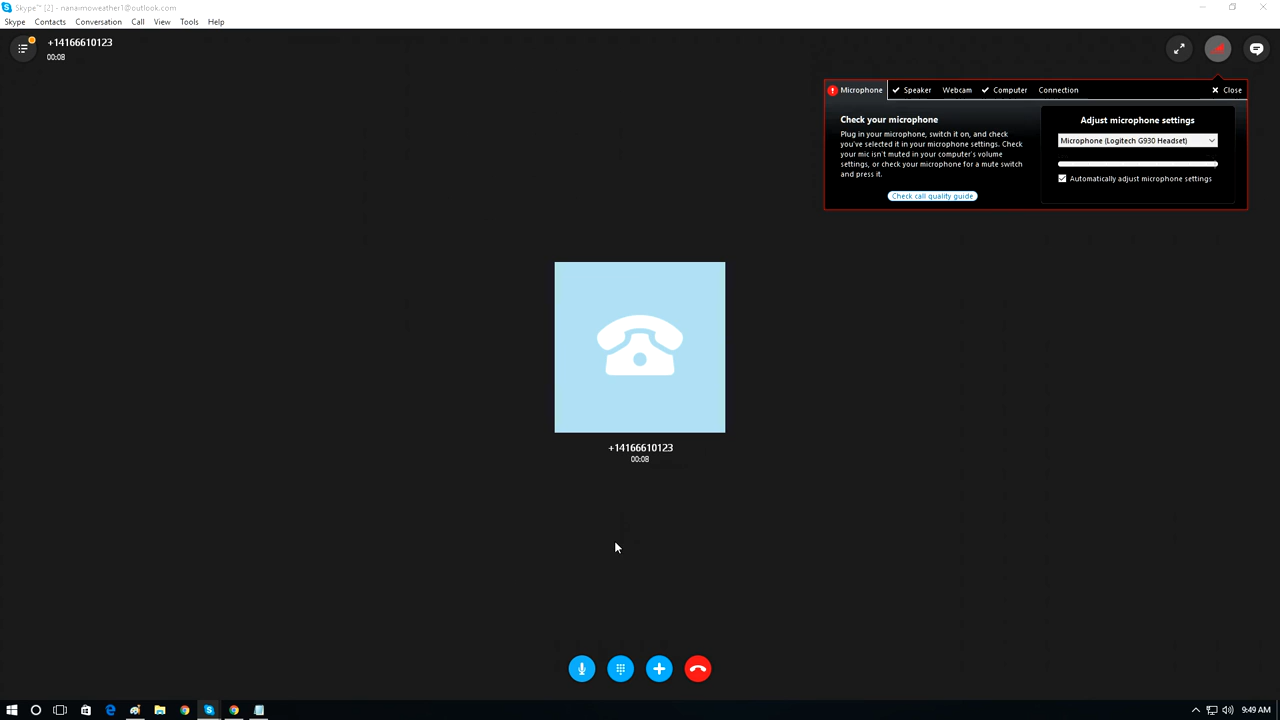 Skype™ [2] - nanaimoweather1@outlook.com
Skype Contacts Conversation Call View Tools Help
+14166610123
00:08
Microphone Speaker Webcam Computer Connection Close
Check your microphone
Plug in your microphone, switch it on, and check
you've selected it in your microphone settings. Check
your mic isn't muted in your computer's volume
settings, or check your microphone for a mute switch
and press it.
Check call quality guide
Adjust microphone settings
Microphone (Logitech G930 Headset)
Automatically adjust microphone settings
+14166610123
00:08
9:49 AM